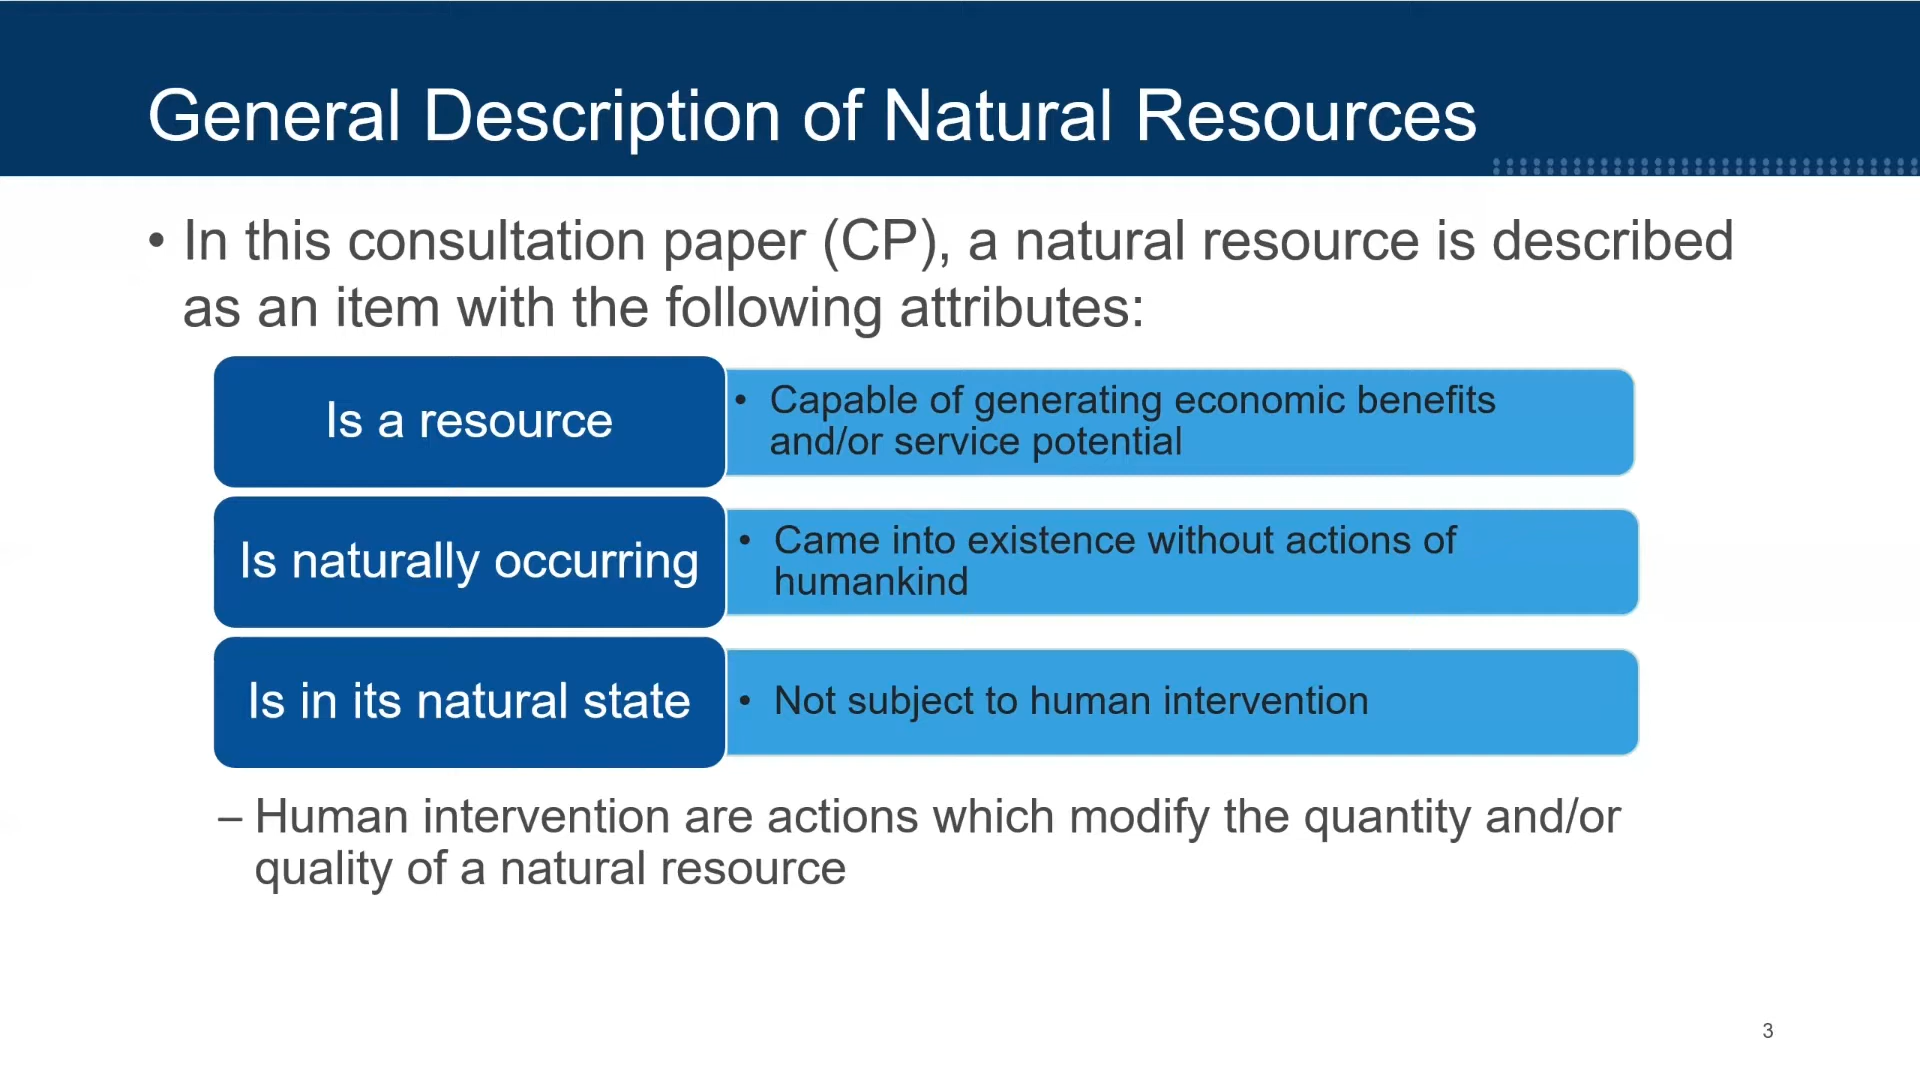 General Description of Natural Resources
• In this consultation paper (CP), a natural resource is described
as an item with the following attributes:
Is a resource
• Capable of generating economic benefits
and/or service potential
Is naturally occurring
• Came into existence without actions of
humankind
Is in its natural state
• Not subject to human intervention
– Human intervention are actions which modify the quantity and/or
quality of a natural resource
3